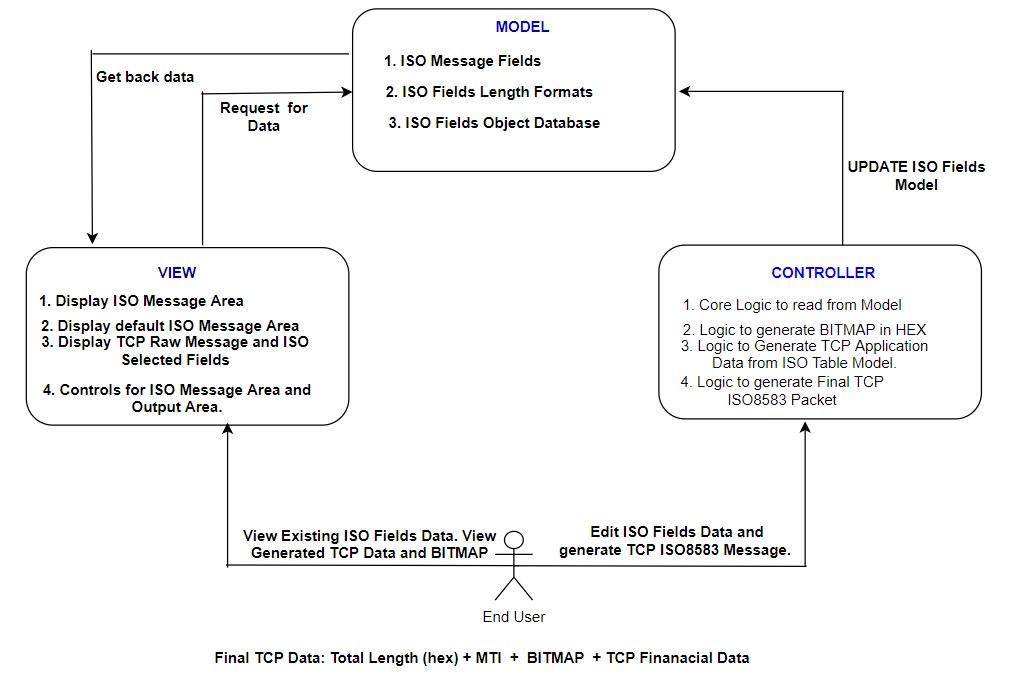 MODEL
1. ISO Message Fields
2. ISO Fields Length Formats
3. ISO Fields Object Database
Get back data
Request for
Data
UPDATE ISO Fields
Model
VIEW
1. Display ISO Message Area
2. Display default ISO Message Area
3. Display TCP Raw Message and ISO
Selected Fields
4. Controls for ISO Message Area and
Output Area.
CONTROLLER
1. Core Logic to read from Model
2. Logic to generate BITMAP in HEX
3. Logic to Generate TCP Application
Data from ISO Table Model.
4. Logic to generate Final TCP
ISO8583 Packet
View Existing ISO Fields Data. View
Generated TCP Data and BITMAP
Edit ISO Fields Data and
generate TCP ISO8583 Message.
End User
Final TCP Data: Total Length (hex) + MTI + BITMAP + TCP Finanacial Data